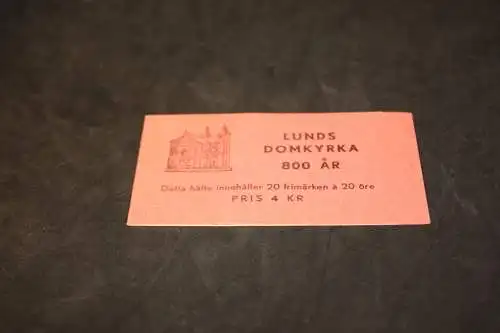 LUNDS
DOMKYRKA
800 ÅR
Detta häfte innehåller 20 frimärken à 20 öre
PRIS 4 KR